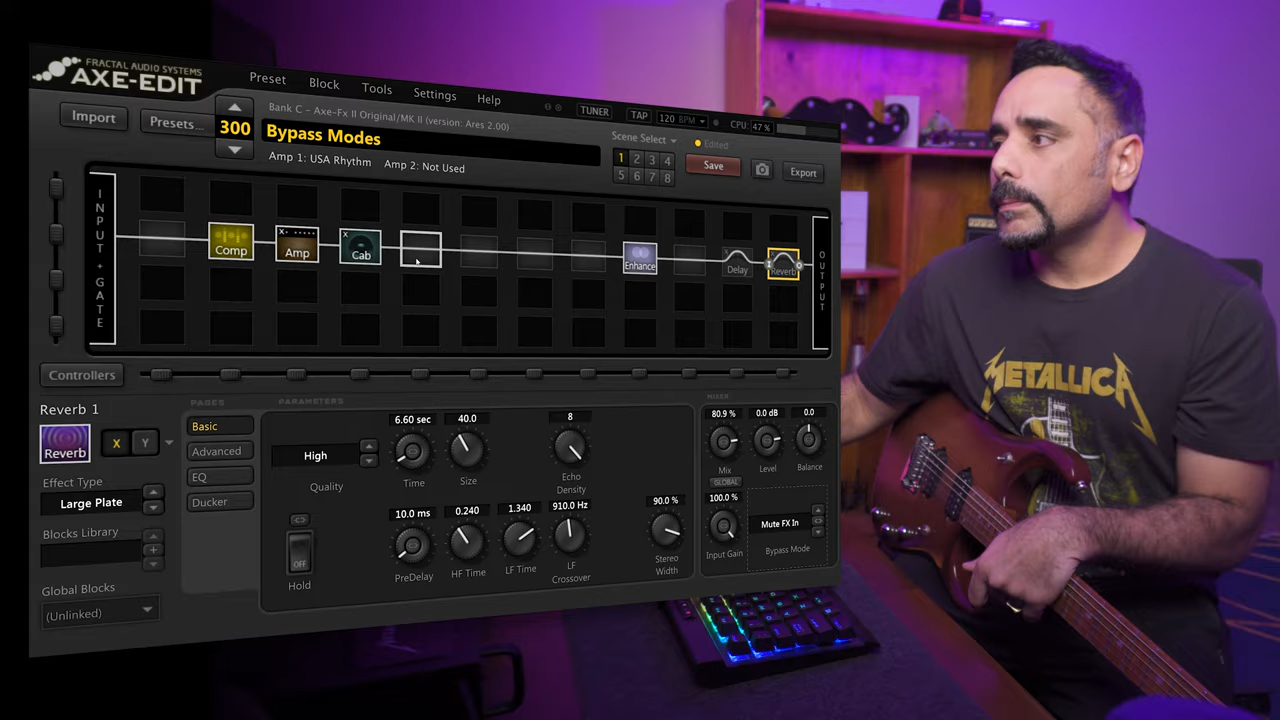 FRACTAL AUDIO SYSTEMS
AXE-EDIT
Preset Block Tools Settings Help
TUNER
TAP
120 BPM
CPU: 47 %
Import
Presets...
300
Bank C – Axe-Fx II Original/MK II (version: Ares 2.00)
Bypass Modes
Amp 1: USA Rhythm Amp 2: Not Used
Scene Select
1 2 3 4
5 6 7 8
Edited
Save
Export
INPUT + GATE
Comp
X
Amp
X
Cab
Enhance
X
Delay
Reverb
OUTPUT
Controllers
Reverb 1
Reverb
X Y
Effect Type
Large Plate
Blocks Library
Global Blocks
(Unlinked)
PAGES
Basic
Advanced
EQ
Ducker
PARAMETERS
High
Quality
6.60 sec
Time
40.0
Size
8
Echo
Density
OFF
Hold
10.0 ms
PreDelay
0.240
HF Time
1.340
LF Time
910.0 Hz
LF
Crossover
90.0 %
Stereo
Width
MIXER
80.9 %
Mix
0.0 dB
Level
0.0
Balance
GLOBAL
100.0 %
Input Gain
Mute FX In
Bypass Mode
METALLICA